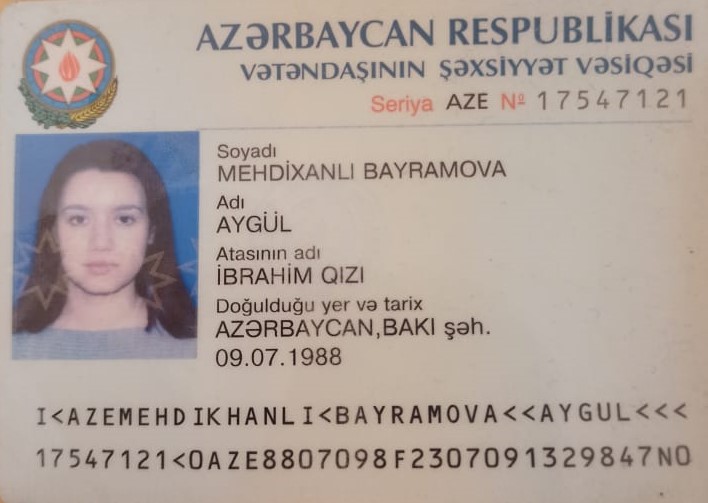 AZƏRBAYCAN RESPUBLİKASI
VƏTƏNDAŞININ ŞƏXSİYYƏT VƏSİQƏSİ
Seriya AZE № 17547121
Soyadı
MEHDİXANLI BAYRAMOVA
Adı
AYGÜL
Atasının adı
İBRAHİM QIZI
Doğulduğu yer və tarix
AZƏRBAYCAN,BAKI şəh.
09.07.1988
I<AZEMEHDIKHANLI<BAYRAMOVA<<AYGUL<<<
17547121<0AZE8807098F2307091329847N0